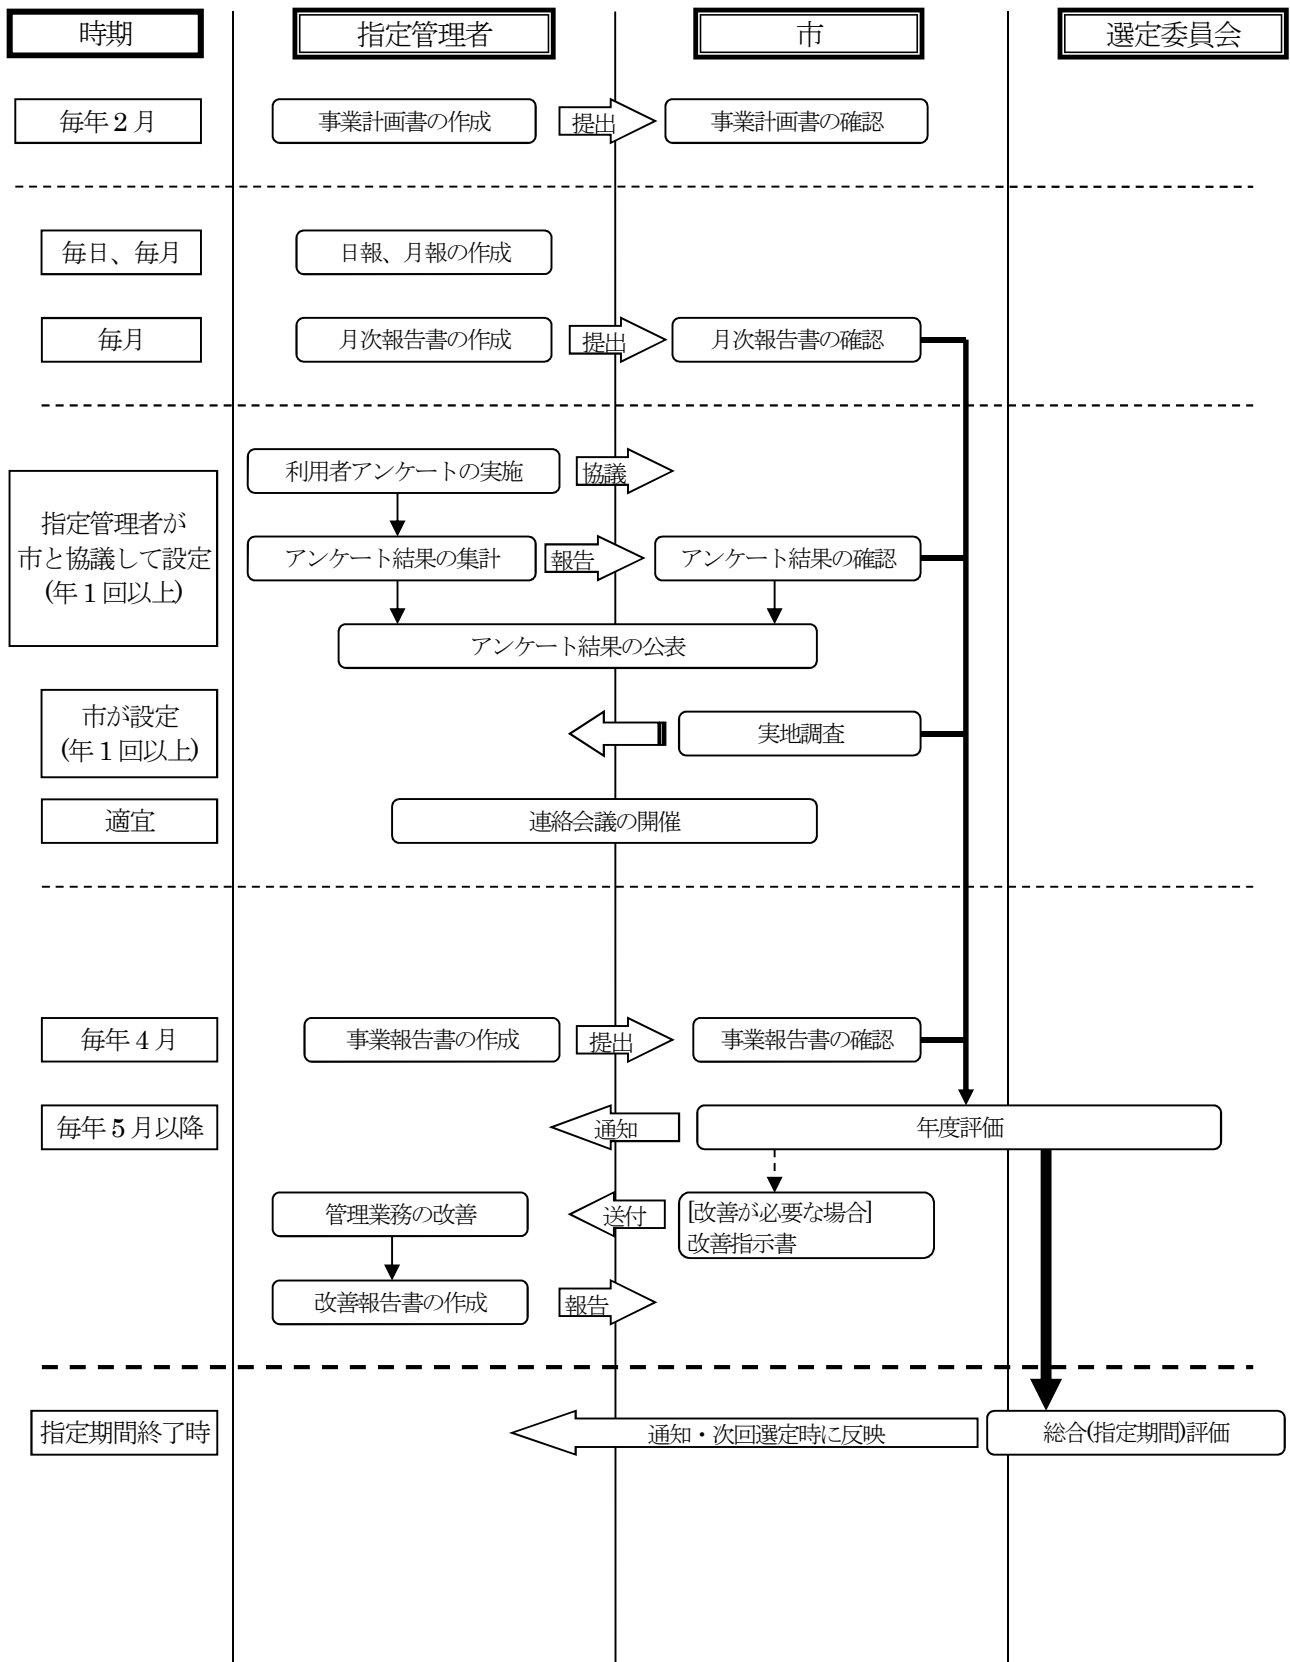 時期
指定管理者
市
選定委員会
毎年２月
事業計画書の作成
提出
事業計画書の確認
毎日、毎月
日報、月報の作成
毎月
月次報告書の作成
提出
月次報告書の確認
指定管理者が
市と協議して設定
(年１回以上)
利用者アンケートの実施
協議
アンケート結果の集計
報告
アンケート結果の確認
アンケート結果の公表
市が設定
(年１回以上)
実地調査
適宜
連絡会議の開催
毎年４月
事業報告書の作成
提出
事業報告書の確認
毎年５月以降
通知
年度評価
管理業務の改善
送付
[改善が必要な場合]
改善指示書
改善報告書の作成
報告
指定期間終了時
通知・次回選定時に反映
総合(指定期間)評価